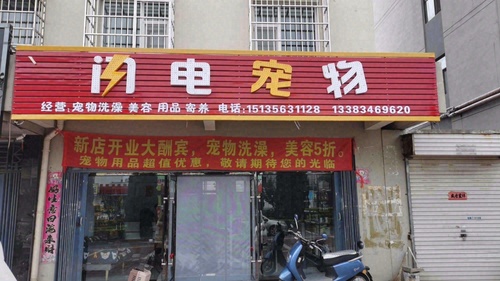 闪电宠物
经营:宠物洗澡 美容 用品 寄养 电话:15135631128 13383469620
新店开业大酬宾，宠物洗澡，美容5折。
宠物用品超值优惠，敬请期待您的光临